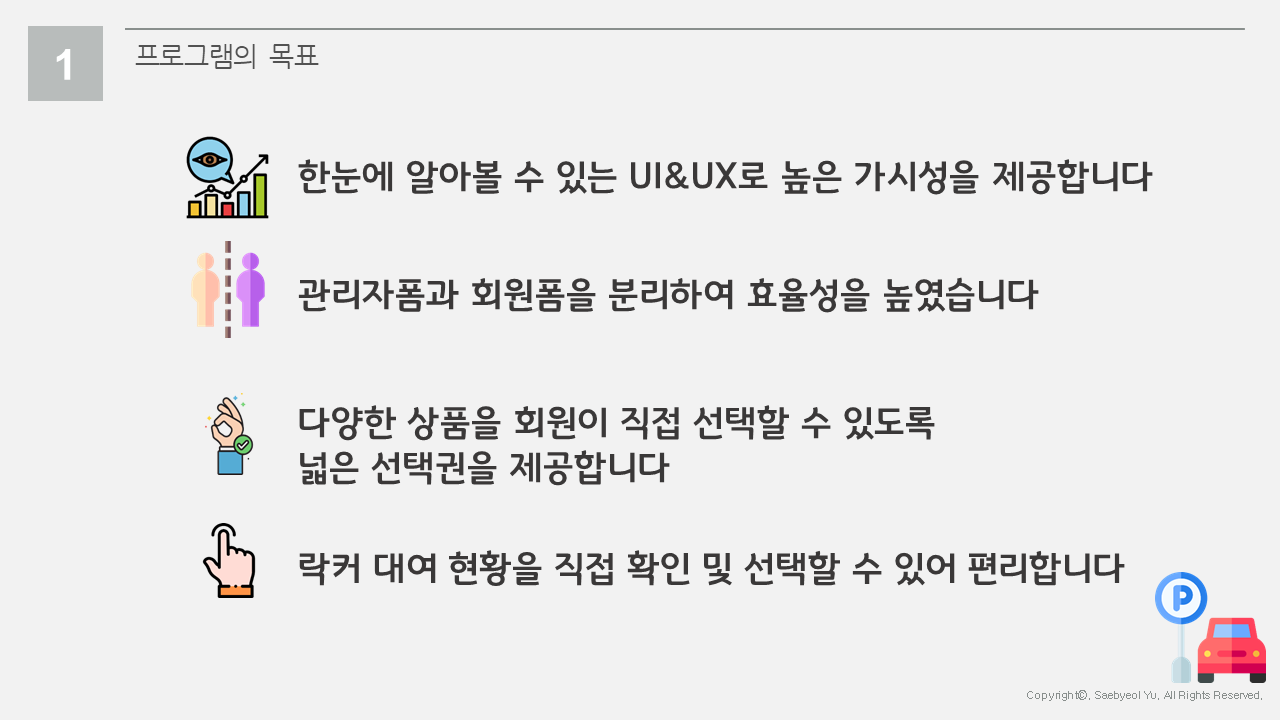 1
프로그램의 목표
한눈에 알아볼 수 있는 UI&UX로 높은 가시성을 제공합니다
관리자폼과 회원폼을 분리하여 효율성을 높였습니다
다양한 상품을 회원이 직접 선택할 수 있도록
넓은 선택권을 제공합니다
락커 대여 현황을 직접 확인 및 선택할 수 있어 편리합니다
P
Copyright©. Saebyeol Yu. All Rights Reserved.